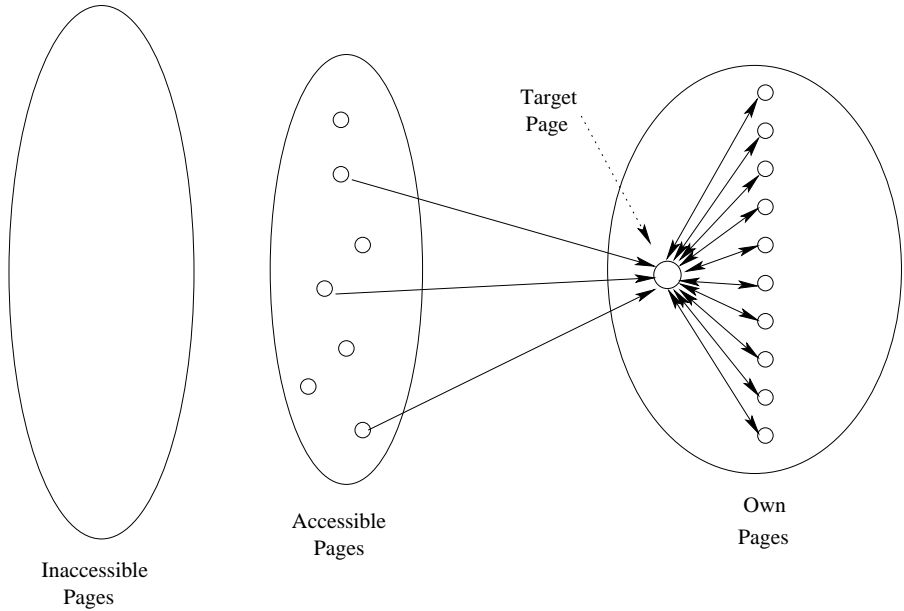 Target
Page
Own
Pages
Accessible
Pages
Inaccessible
Pages